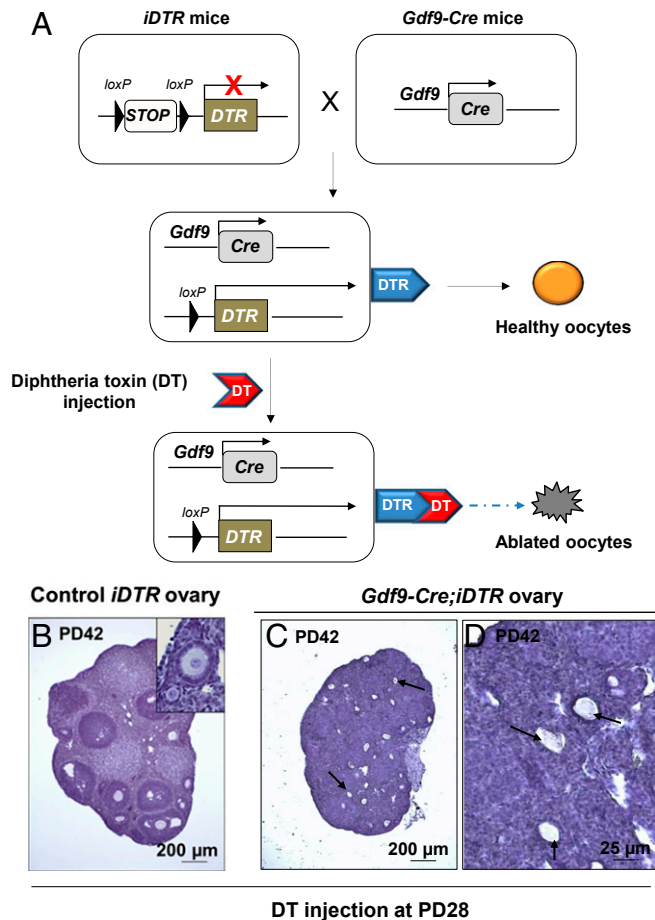 A
iDTR mice
Gdf9-Cre mice
loxP loxP
X
STOP
DTR
X
Gdf9
Cre
Gdf9
Cre
loxP
DTR
DTR
Healthy oocytes
Diphtheria toxin (DT)
injection
DT
Gdf9
Cre
loxP
DTR
DTR DT
Ablated oocytes
Control iDTR ovary
Gdf9-Cre;iDTR ovary
B PD42
200 µm
C PD42
200 µm
D PD42
25 µm
DT injection at PD28